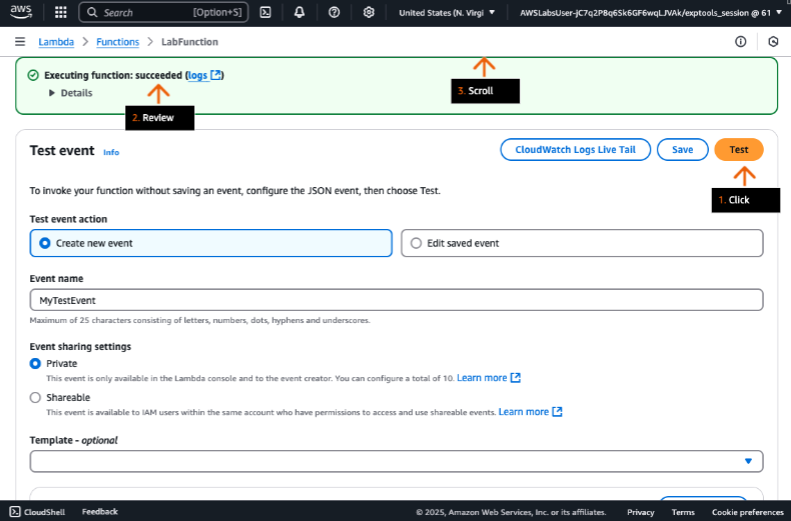 aws
Search [Option+S]
United States (N. Virgi
AWSLabsUser-jC7q2P8q6Sk6GF6wqLJVAk/exptools_session @ 61
Lambda > Functions > LabFunction
Executing function: succeeded (logs)
Details
2. Review
3. Scroll
Test event Info
CloudWatch Logs Live Tail
Save
Test
1. Click
To invoke your function without saving an event, configure the JSON event, then choose Test.
Test event action
Create new event
Edit saved event
Event name
MyTestEvent
Maximum of 25 characters consisting of letters, numbers, dots, hyphens and underscores.
Event sharing settings
Private
This event is only available in the Lambda console and to the event creator. You can configure a total of 10. Learn more
Shareable
This event is available to IAM users within the same account who have permissions to access and use shareable events. Learn more
Template - optional
CloudShell Feedback © 2025, Amazon Web Services, Inc. or its affiliates. Privacy Terms Cookie preferences